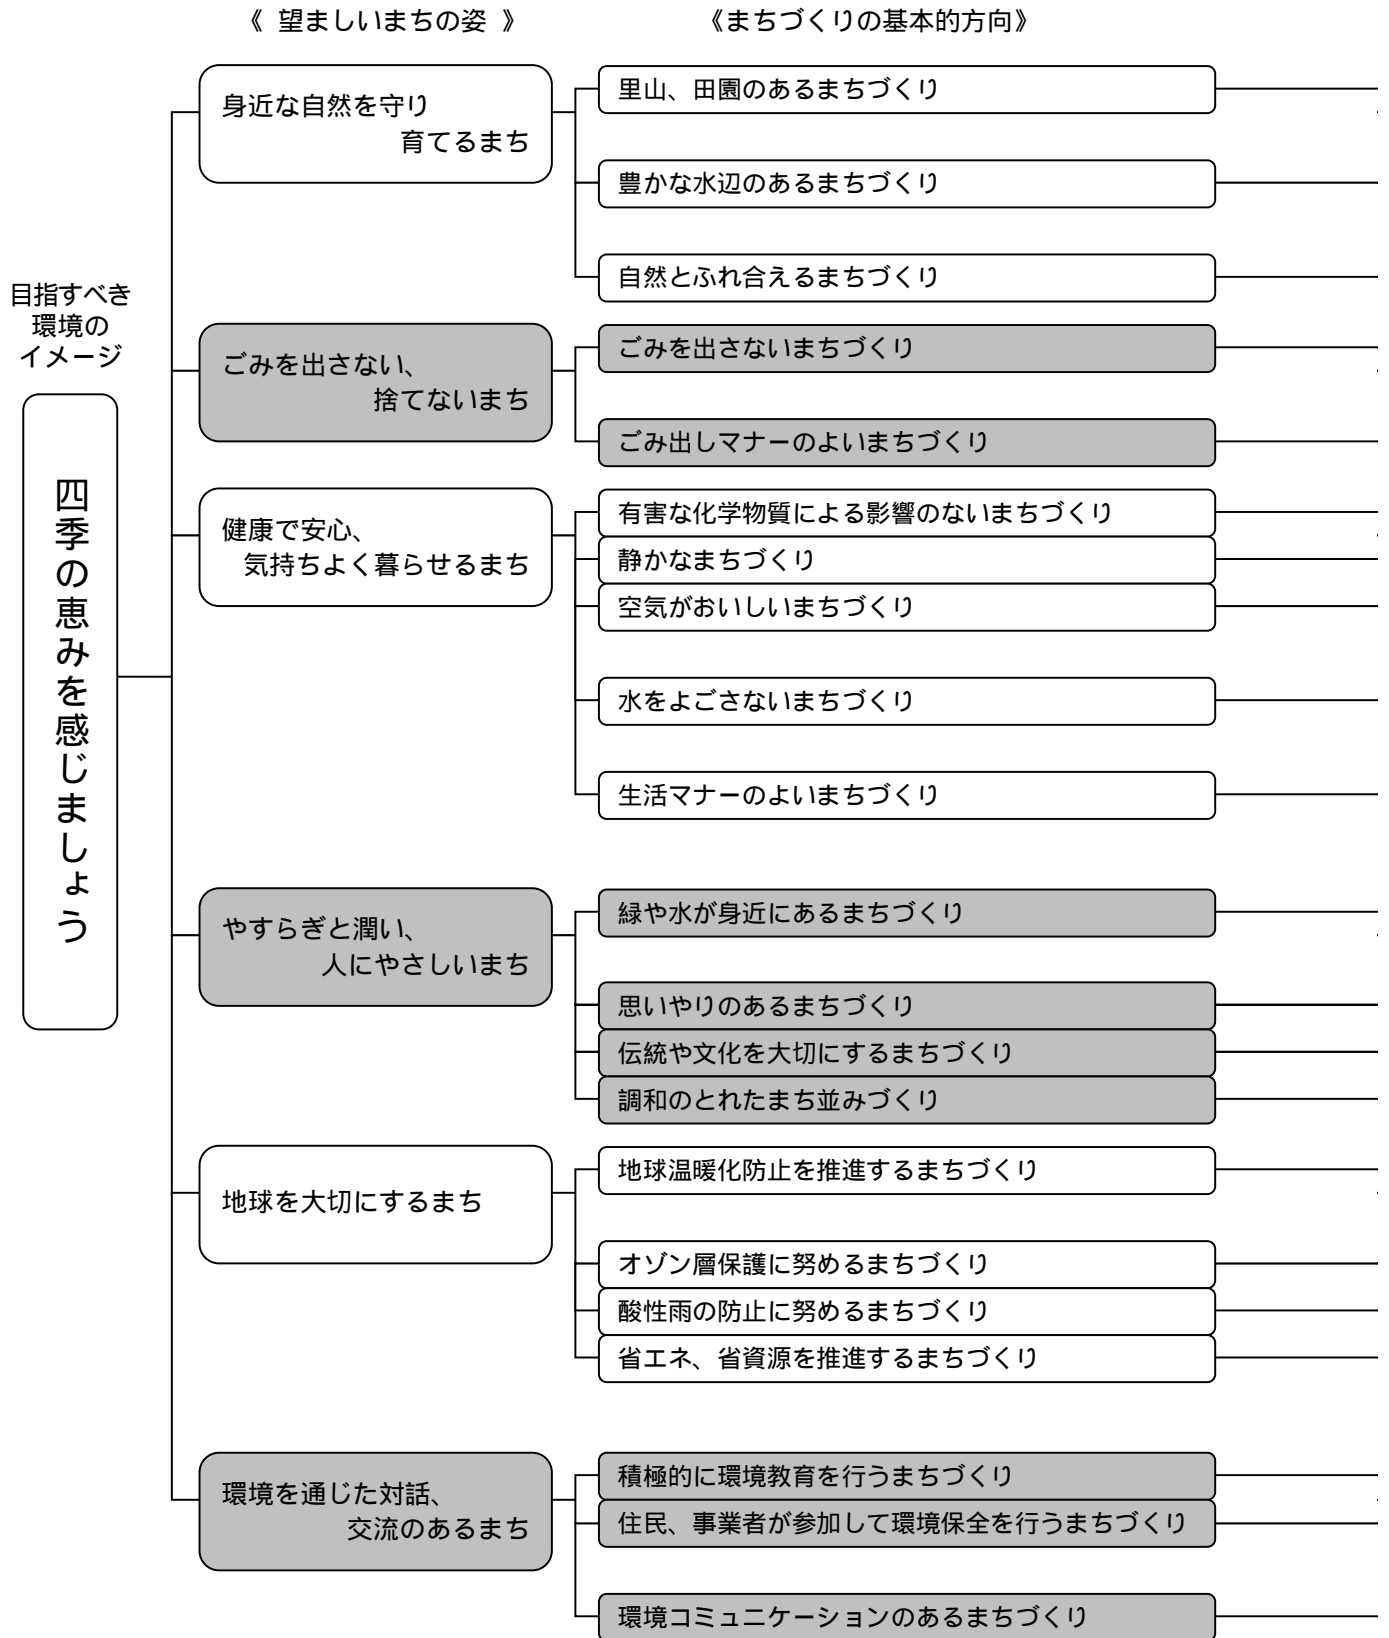 《 望ましいまちの姿 》
《まちづくりの基本的方向》
目指すべき
環境の
イメージ
四季の恵みを感じましょう
身近な自然を守り
育てるまち
里山、田園のあるまちづくり
豊かな水辺のあるまちづくり
自然とふれ合えるまちづくり
ごみを出さない、
捨てないまち
ごみを出さないまちづくり
ごみ出しマナーのよいまちづくり
健康で安心、
気持ちよく暮らせるまち
有害な化学物質による影響のないまちづくり
静かなまちづくり
空気がおいしいまちづくり
水をよごさないまちづくり
生活マナーのよいまちづくり
やすらぎと潤い、
人にやさしいまち
緑や水が身近にあるまちづくり
思いやりのあるまちづくり
伝統や文化を大切にするまちづくり
調和のとれたまち並みづくり
地球を大切にするまち
地球温暖化防止を推進するまちづくり
オゾン層保護に努めるまちづくり
酸性雨の防止に努めるまちづくり
省エネ、省資源を推進するまちづくり
環境を通じた対話、
交流のあるまち
積極的に環境教育を行うまちづくり
住民、事業者が参加して環境保全を行うまちづくり
環境コミュニケーションのあるまちづくり